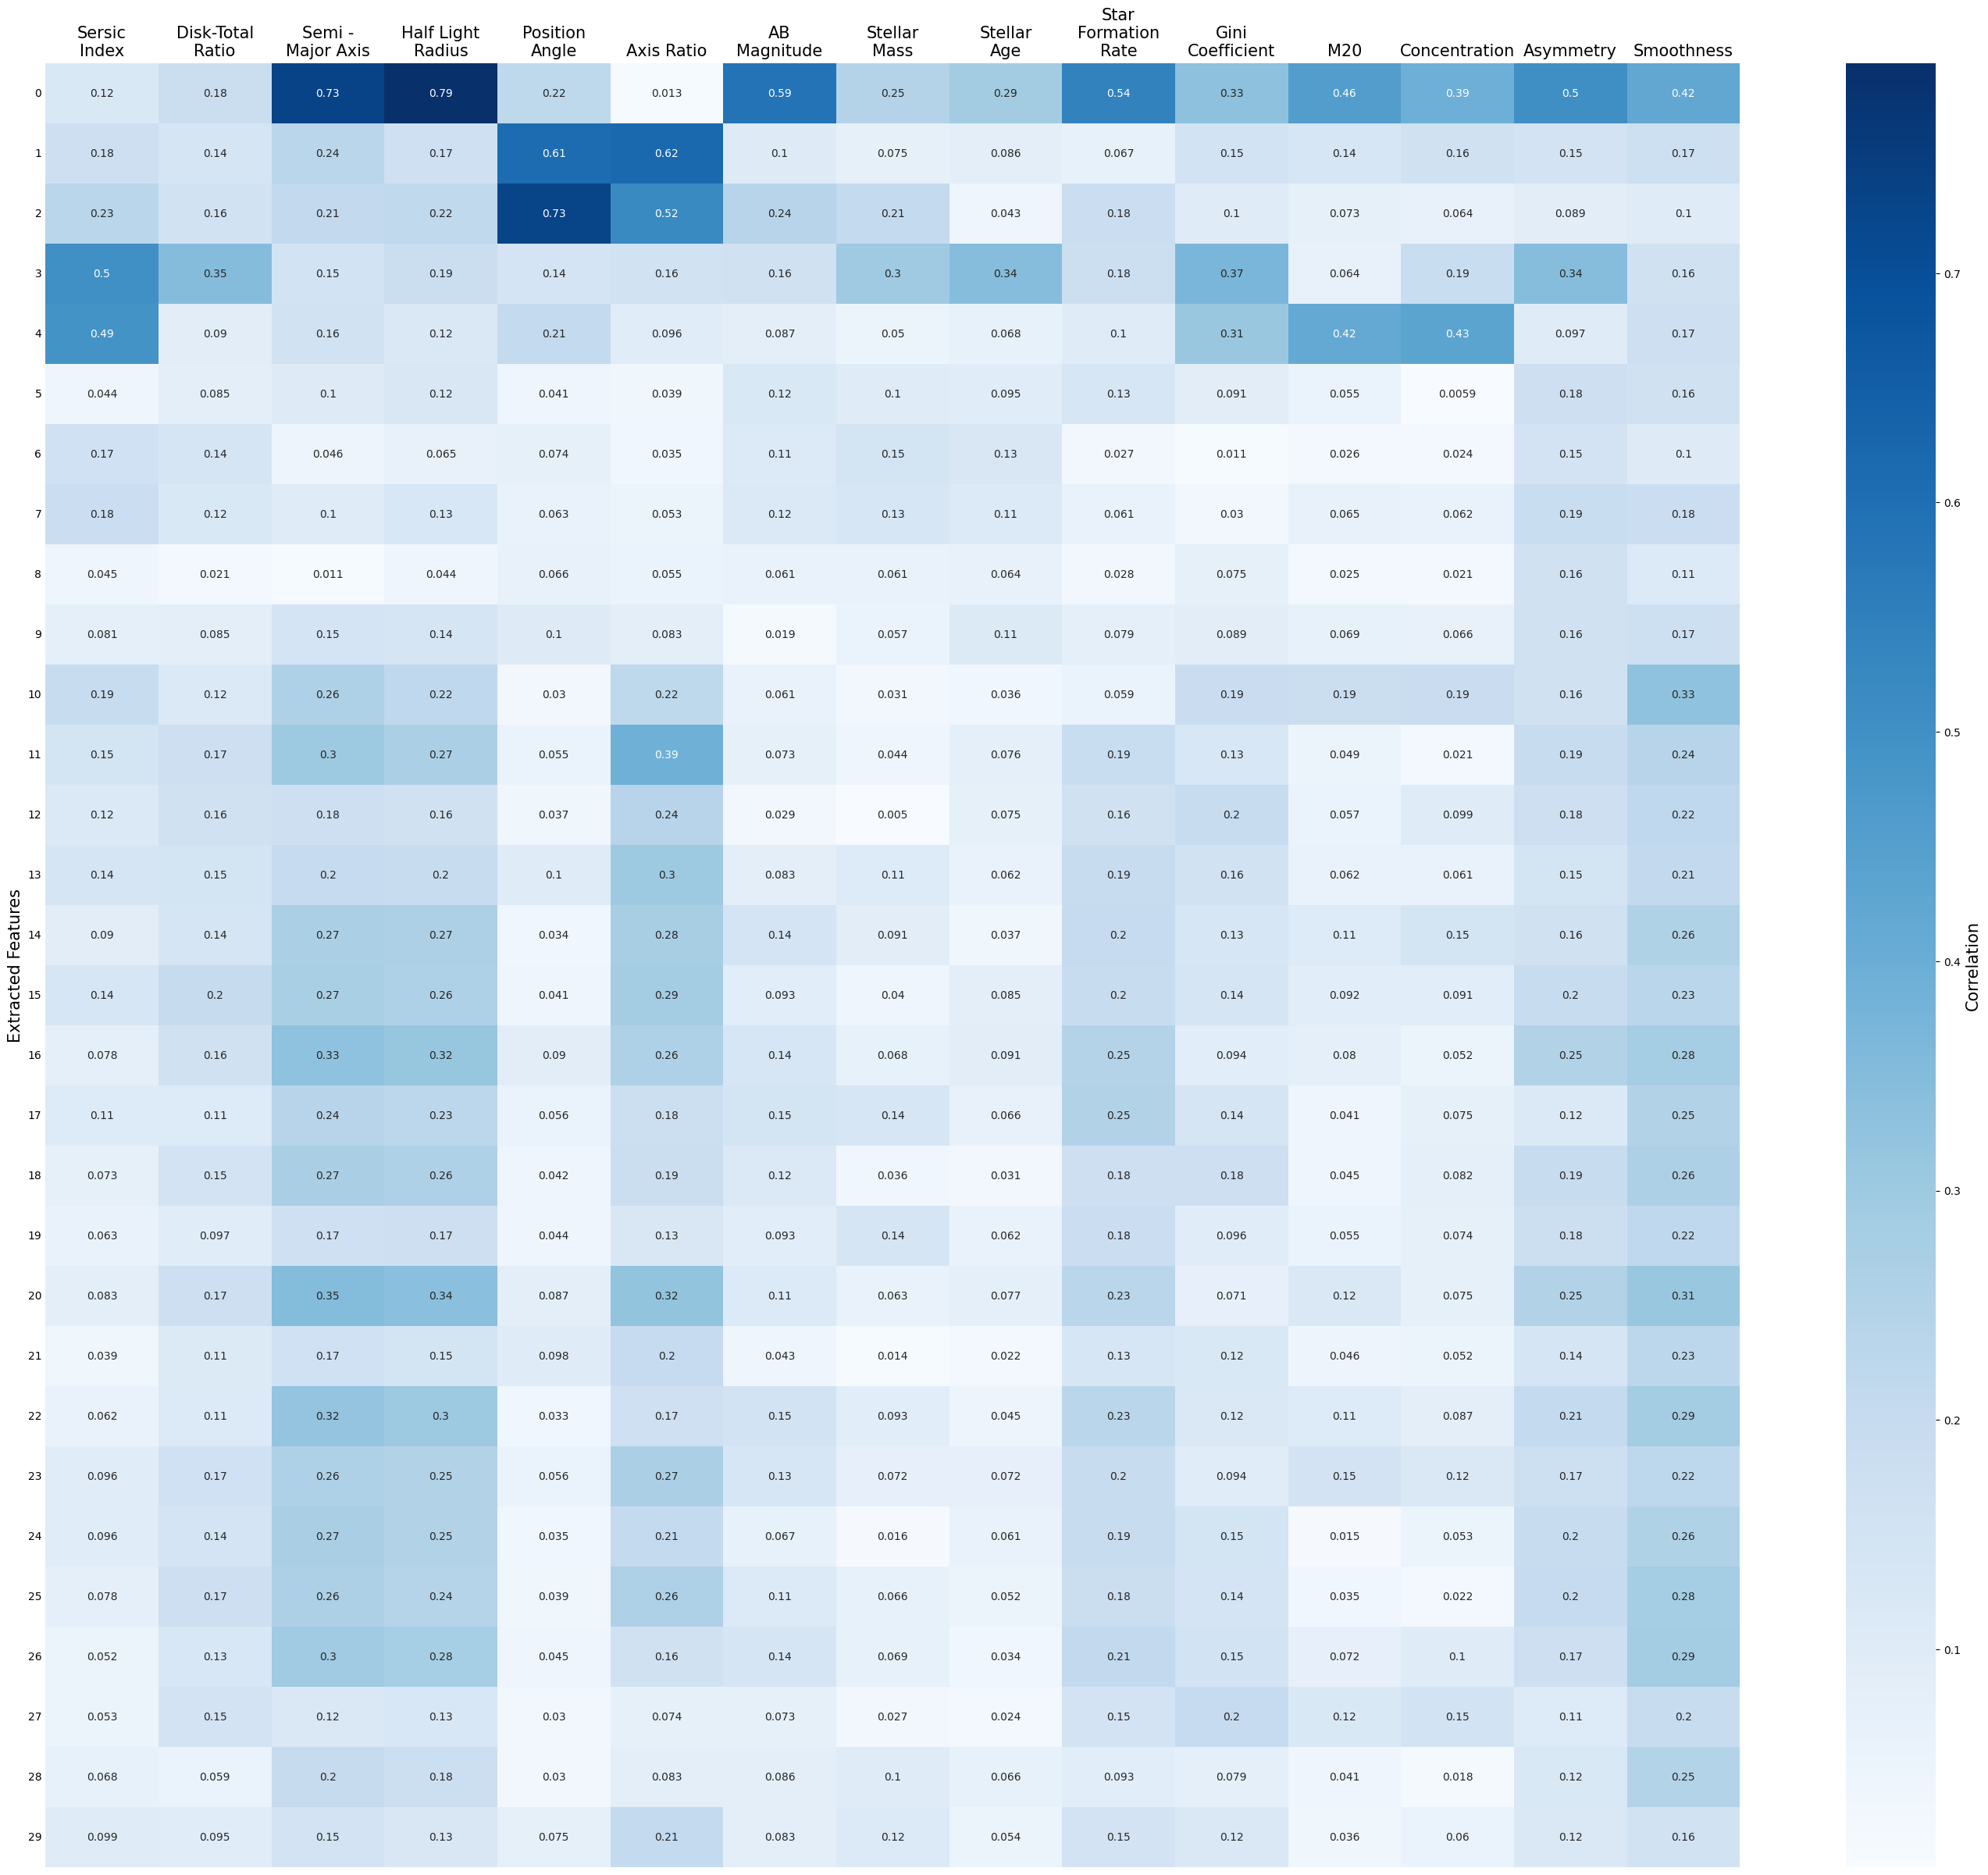 Star
Sersic Disk-Total Semi - Half Light Position AB Stellar Stellar Formation Gini
Index Ratio Major Axis Radius Angle Axis Ratio Magnitude Mass Age Rate Coefficient M20 Concentration Asymmetry Smoothness
0 0.12 0.18 0.73 0.79 0.22 0.013 0.59 0.25 0.29 0.54 0.33 0.46 0.39 0.5 0.42
1 0.18 0.14 0.24 0.17 0.61 0.62 0.1 0.075 0.086 0.067 0.15 0.14 0.16 0.15 0.17
2 0.23 0.16 0.21 0.22 0.73 0.52 0.24 0.21 0.043 0.18 0.1 0.073 0.064 0.089 0.1
3 0.5 0.35 0.15 0.19 0.14 0.16 0.16 0.3 0.34 0.18 0.37 0.064 0.19 0.34 0.16
4 0.49 0.09 0.16 0.12 0.21 0.096 0.087 0.05 0.068 0.1 0.31 0.42 0.43 0.097 0.17
5 0.044 0.085 0.1 0.12 0.041 0.039 0.12 0.1 0.095 0.13 0.091 0.055 0.0059 0.18 0.16
6 0.17 0.14 0.046 0.065 0.074 0.035 0.11 0.15 0.13 0.027 0.011 0.026 0.024 0.15 0.1
7 0.18 0.12 0.1 0.13 0.063 0.053 0.12 0.13 0.11 0.061 0.03 0.065 0.062 0.19 0.18
8 0.045 0.021 0.011 0.044 0.066 0.055 0.061 0.061 0.064 0.028 0.075 0.025 0.021 0.16 0.11
9 0.081 0.085 0.15 0.14 0.1 0.083 0.019 0.057 0.11 0.079 0.089 0.069 0.066 0.16 0.17
10 0.19 0.12 0.26 0.22 0.03 0.22 0.061 0.031 0.036 0.059 0.19 0.19 0.19 0.16 0.33
11 0.15 0.17 0.3 0.27 0.055 0.39 0.073 0.044 0.076 0.19 0.13 0.049 0.021 0.19 0.24
12 0.12 0.16 0.18 0.16 0.037 0.24 0.029 0.005 0.075 0.16 0.2 0.057 0.099 0.18 0.22
13 0.14 0.15 0.2 0.2 0.1 0.3 0.083 0.11 0.062 0.19 0.16 0.062 0.061 0.15 0.21
14 0.09 0.14 0.27 0.27 0.034 0.28 0.14 0.091 0.037 0.2 0.13 0.11 0.15 0.16 0.26
15 0.14 0.2 0.27 0.26 0.041 0.29 0.093 0.04 0.085 0.2 0.14 0.092 0.091 0.2 0.23
16 0.078 0.16 0.33 0.32 0.09 0.26 0.14 0.068 0.091 0.25 0.094 0.08 0.052 0.25 0.28
17 0.11 0.11 0.24 0.23 0.056 0.18 0.15 0.14 0.066 0.25 0.14 0.041 0.075 0.12 0.25
18 0.073 0.15 0.27 0.26 0.042 0.19 0.12 0.036 0.031 0.18 0.18 0.045 0.082 0.19 0.26
19 0.063 0.097 0.17 0.17 0.044 0.13 0.093 0.14 0.062 0.18 0.096 0.055 0.074 0.18 0.22
20 0.083 0.17 0.35 0.34 0.087 0.32 0.11 0.063 0.077 0.23 0.071 0.12 0.075 0.25 0.31
21 0.039 0.11 0.17 0.15 0.098 0.2 0.043 0.014 0.022 0.13 0.12 0.046 0.052 0.14 0.23
22 0.062 0.11 0.32 0.3 0.033 0.17 0.15 0.093 0.045 0.23 0.12 0.11 0.087 0.21 0.29
23 0.096 0.17 0.26 0.25 0.056 0.27 0.13 0.072 0.072 0.2 0.094 0.15 0.12 0.17 0.22
24 0.096 0.14 0.27 0.25 0.035 0.21 0.067 0.016 0.061 0.19 0.15 0.015 0.053 0.2 0.26
25 0.078 0.17 0.26 0.24 0.039 0.26 0.11 0.066 0.052 0.18 0.14 0.035 0.022 0.2 0.28
26 0.052 0.13 0.3 0.28 0.045 0.16 0.14 0.069 0.034 0.21 0.15 0.072 0.1 0.17 0.29
27 0.053 0.15 0.12 0.13 0.03 0.074 0.073 0.027 0.024 0.15 0.2 0.12 0.15 0.11 0.2
28 0.068 0.059 0.2 0.18 0.03 0.083 0.086 0.1 0.066 0.093 0.079 0.041 0.018 0.12 0.25
29 0.099 0.095 0.15 0.13 0.075 0.21 0.083 0.12 0.054 0.15 0.12 0.036 0.06 0.12 0.16
Extracted Features
0.7
0.6
0.5
0.4
0.3
0.2
0.1
Correlation